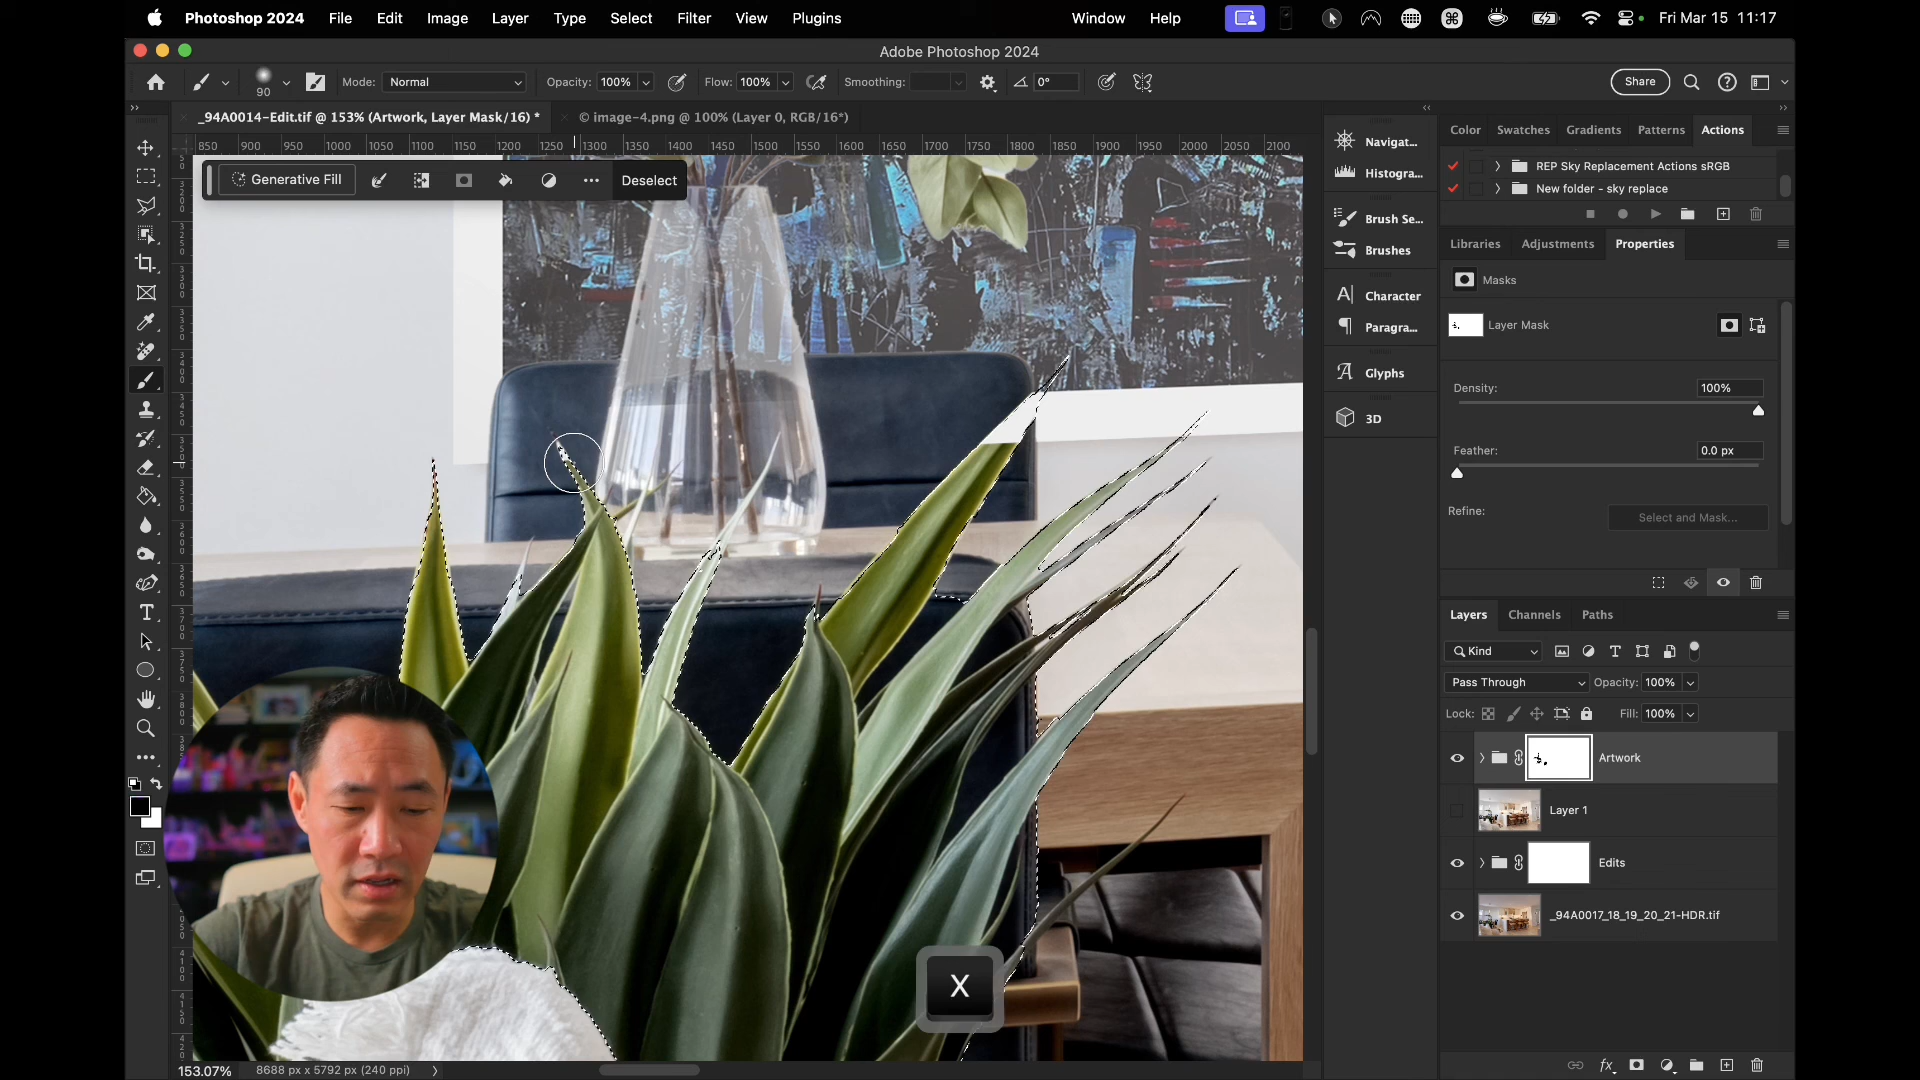 Photoshop 2024 File Edit Image Layer Type Select Filter View Plugins Window Help Fri Mar 15 11:17
Adobe Photoshop 2024
90 Mode: Normal Opacity: 100% Flow: 100% Smoothing: 0° Share
_94A0014-Edit.tif @ 153% (Artwork, Layer Mask/16) * © image-4.png @ 100% (Layer 0, RGB/16*)
850 900 950 1000 1050 1100 1150 1200 1250 1300 1350 1400 1450 1500 1550 1600 1650 1700 1750 1800 1850 1900 1950 2000 2050 2100
Generative Fill Deselect
Navigat...
Histogra...
Brush Se...
Brushes
Character
Paragra...
Glyphs
3D
Color Swatches Gradients Patterns Actions
REP Sky Replacement Actions sRGB
New folder - sky replace
Libraries Adjustments Properties
Masks
Layer Mask
Density: 100%
Feather: 0.0 px
Refine: Select and Mask...
Layers Channels Paths
Kind
Pass Through Opacity: 100%
Lock: Fill: 100%
Artwork
Layer 1
Edits
_94A0017_18_19_20_21-HDR.tif
X
153.07% 8688 px x 5792 px (240 ppi)